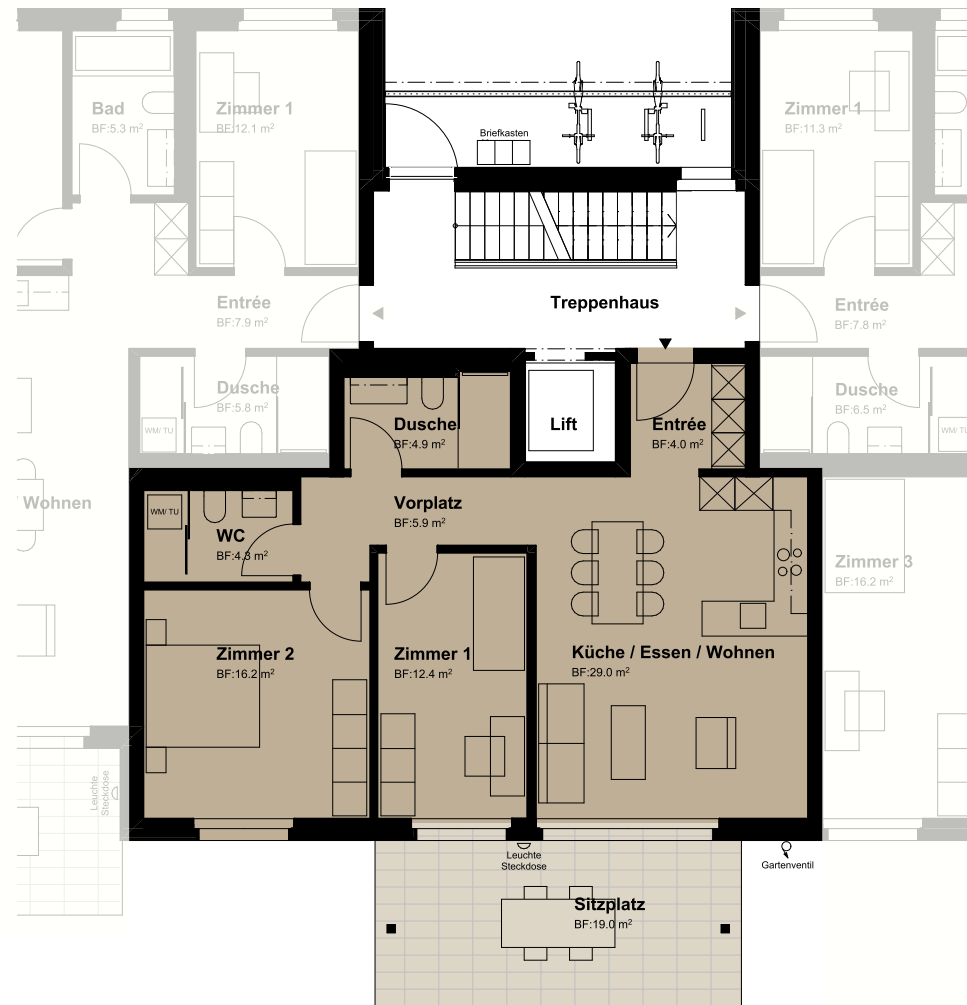 Bad
BF:5.3 m²
Zimmer 1
BF:12.1 m²
Briefkasten
Zimmer 1
BF:11.3 m²
Entrée
BF:7.9 m²
Treppenhaus
Entrée
BF:7.8 m²
Dusche
BF:5.8 m²
WM/ TU
Dusche
BF:4.9 m²
Lift
Entrée
BF:4.0 m²
Dusche
BF:6.5 m²
WM/ TU
/ Wohnen
WM/ TU
WC
BF:4.3 m²
Vorplatz
BF:5.9 m²
Zimmer 3
BF:16.2 m²
Zimmer 2
BF:16.2 m²
Zimmer 1
BF:12.4 m²
Küche / Essen / Wohnen
BF:29.0 m²
Leuchte
Steckdose
Leuchte
Steckdose
Gartenventil
Sitzplatz
BF:19.0 m²